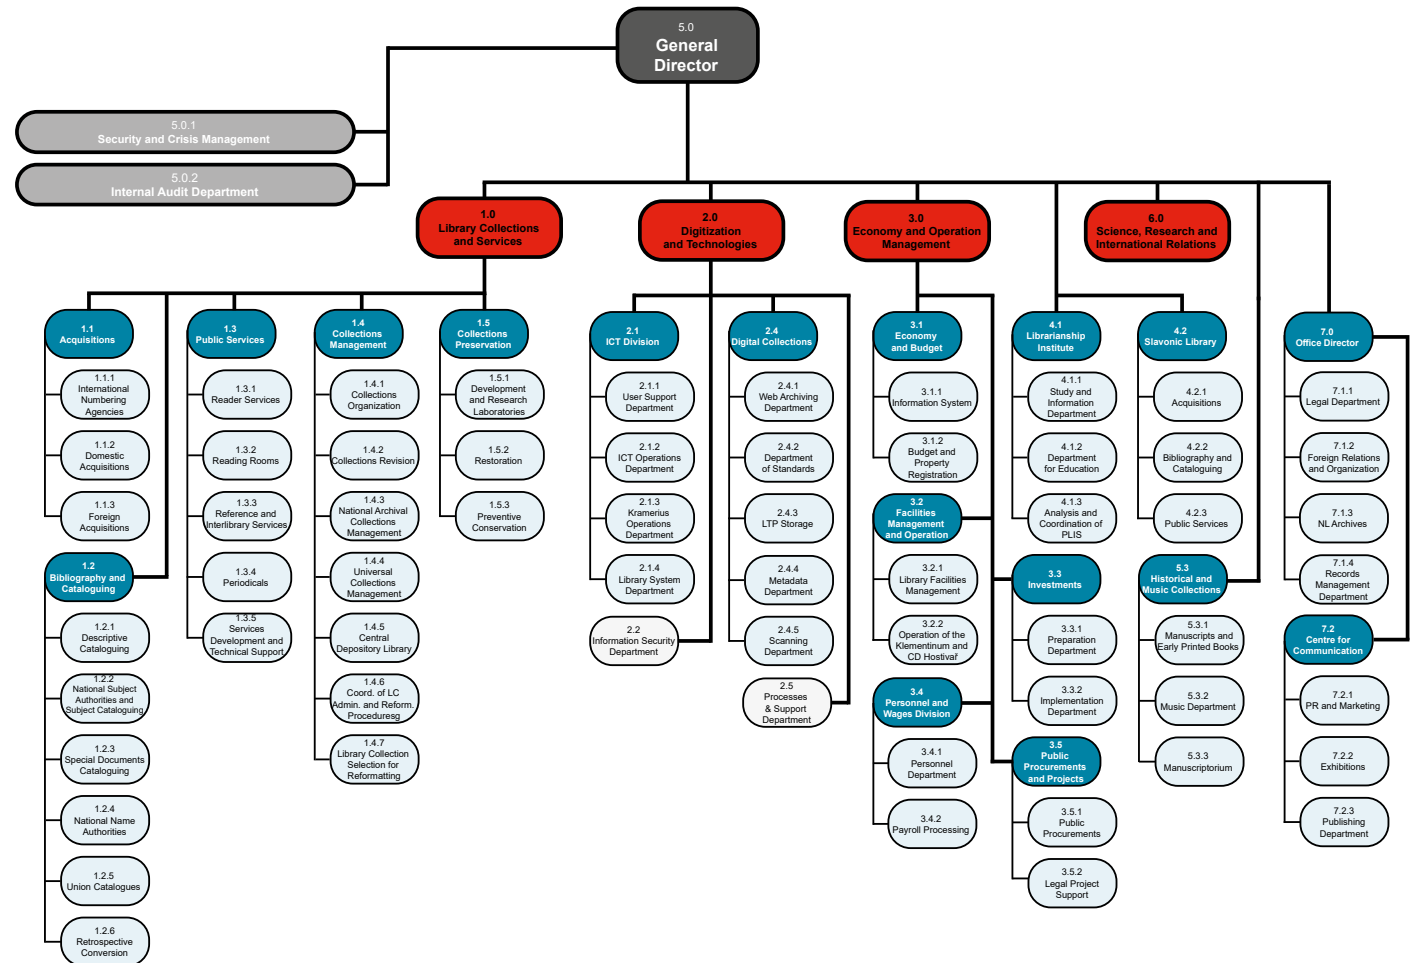 5.0
General
Director
5.0.1
Security and Crisis Management
5.0.2
Internal Audit Department
1.0
Library Collections
and Services
2.0
Digitization
and Technologies
3.0
Economy and Operation
Management
6.0
Science, Research and
International Relations
1.1
Acquisitions
1.1.1
International
Numbering
Agencies
1.1.2
Domestic
Acquisitions
1.1.3
Foreign
Acquisitions
1.2
Bibliography and
Cataloguing
1.2.1
Descriptive
Cataloguing
1.2.2
National Subject
Authorities and
Subject Cataloguing
1.2.3
Special Documents
Cataloguing
1.2.4
National Name
Authorities
1.2.5
Union Catalogues
1.2.6
Retrospective
Conversion
1.3
Public Services
1.3.1
Reader Services
1.3.2
Reading Rooms
1.3.3
Reference and
Interlibrary Services
1.3.4
Periodicals
1.3.5
Services
Development and
Technical Support
1.4
Collections
Management
1.4.1
Collections
Organization
1.4.2
Collections Revision
1.4.3
National Archival
Collections
Management
1.4.4
Universal
Collections
Management
1.4.5
Central
Depository Library
1.4.6
Coord. of LC
Admin. and Reform.
Proceduresg
1.4.7
Library Collection
Selection for
Reformatting
1.5
Collections
Preservation
1.5.1
Development
and Research
Laboratories
1.5.2
Restoration
1.5.3
Preventive
Conservation
2.1
ICT Division
2.1.1
User Support
Department
2.1.2
ICT Operations
Department
2.1.3
Kramerius
Operations
Department
2.1.4
Library System
Department
2.2
Information Security
Department
2.4
Digital Collections
2.4.1
Web Archiving
Department
2.4.2
Department
of Standards
2.4.3
LTP Storage
2.4.4
Metadata
Department
2.4.5
Scanning
Department
2.5
Processes
& Support
Department
3.1
Economy
and Budget
3.1.1
Information System
3.1.2
Budget and
Property
Registration
3.2
Facilities
Management
and Operation
3.2.1
Library Facilities
Management
3.2.2
Operation of the
Klementinum and
CD Hostivař
3.4
Personnel and
Wages Division
3.4.1
Personnel
Department
3.4.2
Payroll Processing
4.1
Librarianship
Institute
4.1.1
Study and
Information
Department
4.1.2
Department
for Education
4.1.3
Analysis and
Coordination of
PLIS
3.3
Investments
3.3.1
Preparation
Department
3.3.2
Implementation
Department
3.5
Public
Procurements
and Projects
3.5.1
Public
Procurements
3.5.2
Legal Project
Support
4.2
Slavonic Library
4.2.1
Acquisitions
4.2.2
Bibliography and
Cataloguing
4.2.3
Public Services
5.3
Historical and
Music Collections
5.3.1
Manuscripts and
Early Printed Books
5.3.2
Music Department
5.3.3
Manuscriptorium
7.0
Office Director
7.1.1
Legal Department
7.1.2
Foreign Relations
and Organization
7.1.3
NL Archives
7.1.4
Records
Management
Department
7.2
Centre for
Communication
7.2.1
PR and Marketing
7.2.2
Exhibitions
7.2.3
Publishing
Department